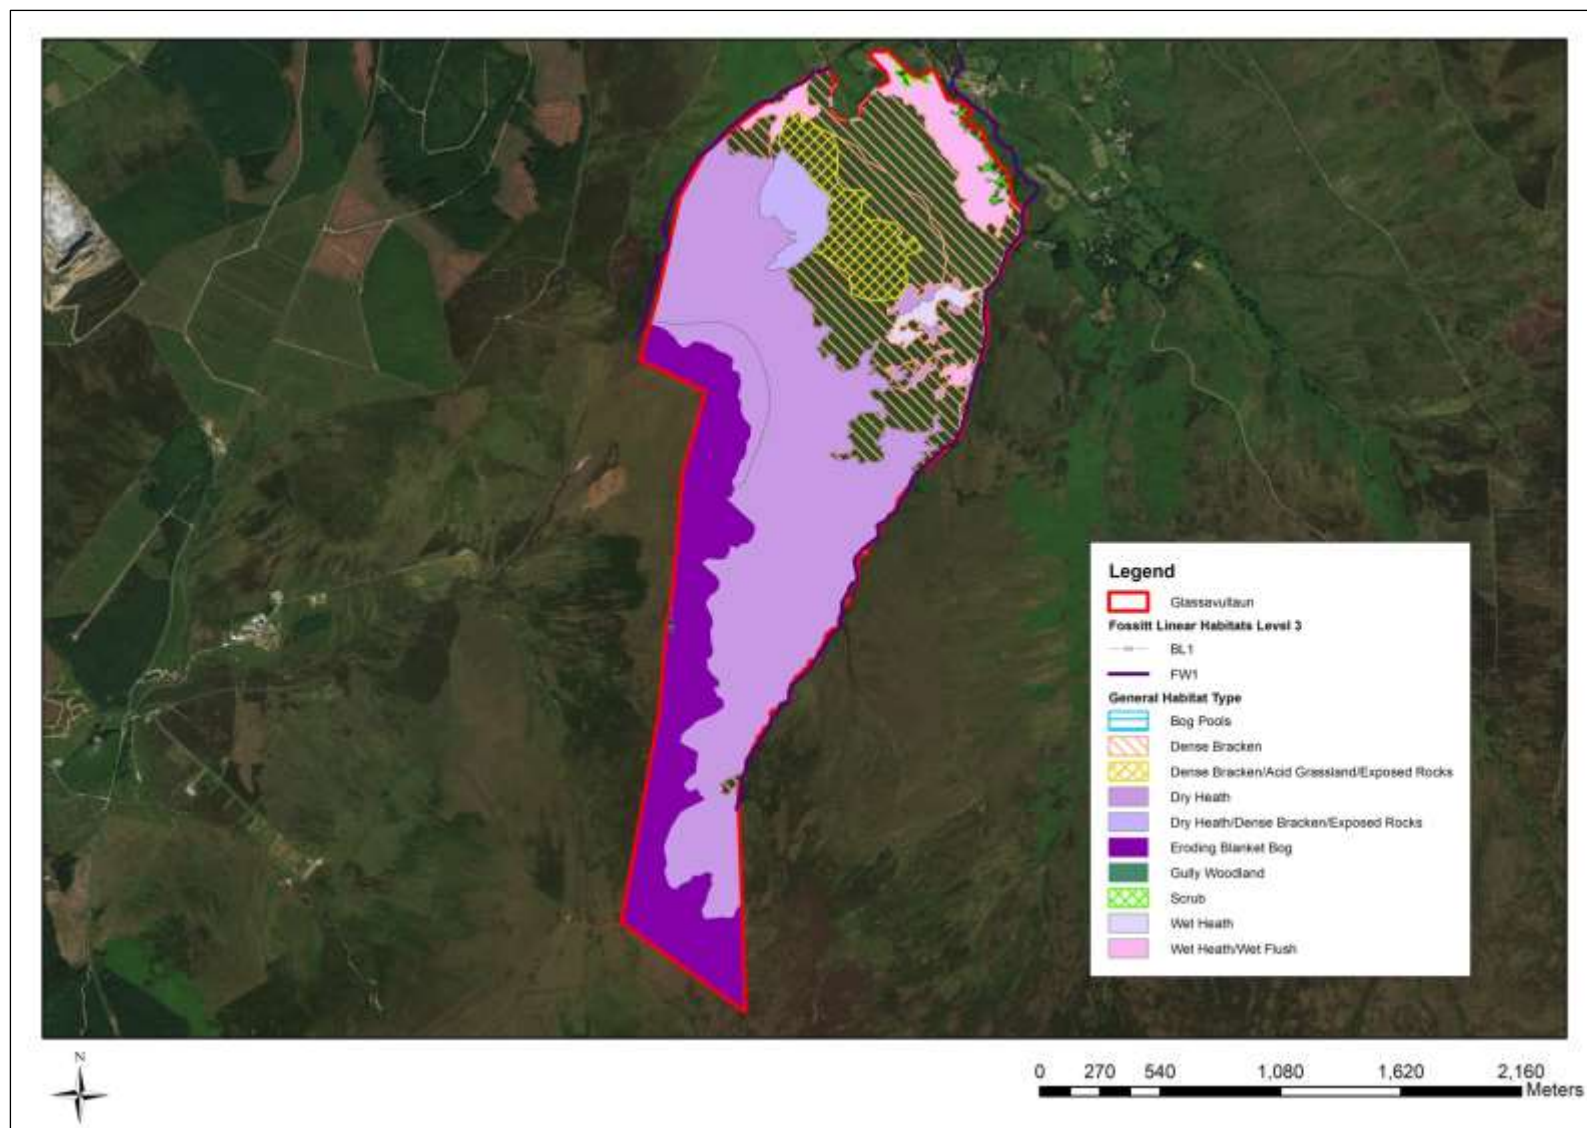 Legend
Glassavullaun
Fossitt Linear Habitats Level 3
BL1
FW1
General Habitat Type
Bog Pools
Dense Bracken
Dense Bracken/Acid Grassland/Exposed Rocks
Dry Heath
Dry Heath/Dense Bracken/Exposed Rocks
Eroding Blanket Bog
Gully Woodland
Scrub
Wet Heath
Wet Heath/Wet Flush
N
0 270 540 1,080 1,620 2,160
Meters